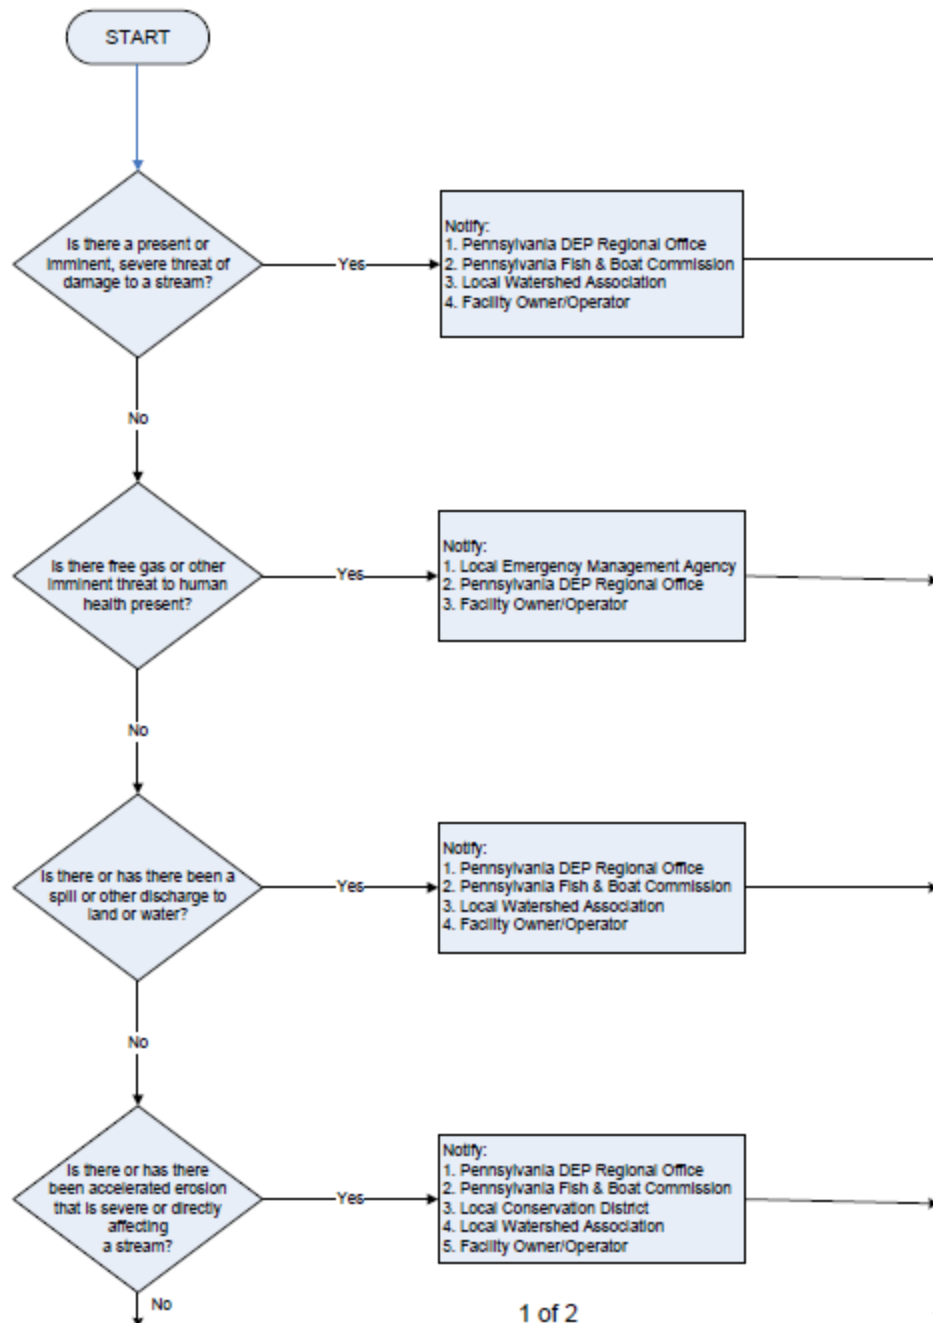 START
Is there a present or
imminent, severe threat of
damage to a stream?
Yes
Notify:
1. Pennsylvania DEP Regional Office
2. Pennsylvania Fish & Boat Commission
3. Local Watershed Association
4. Facility Owner/Operator
No
Is there free gas or other
imminent threat to human
health present?
Yes
Notify:
1. Local Emergency Management Agency
2. Pennsylvania DEP Regional Office
3. Facility Owner/Operator
No
Is there or has there been a
spill or other discharge to
land or water?
Yes
Notify:
1. Pennsylvania DEP Regional Office
2. Pennsylvania Fish & Boat Commission
3. Local Watershed Association
4. Facility Owner/Operator
No
Is there or has there
been accelerated erosion
that is severe or directly
affecting
a stream?
Yes
Notify:
1. Pennsylvania DEP Regional Office
2. Pennsylvania Fish & Boat Commission
3. Local Conservation District
4. Local Watershed Association
5. Facility Owner/Operator
No
1 of 2